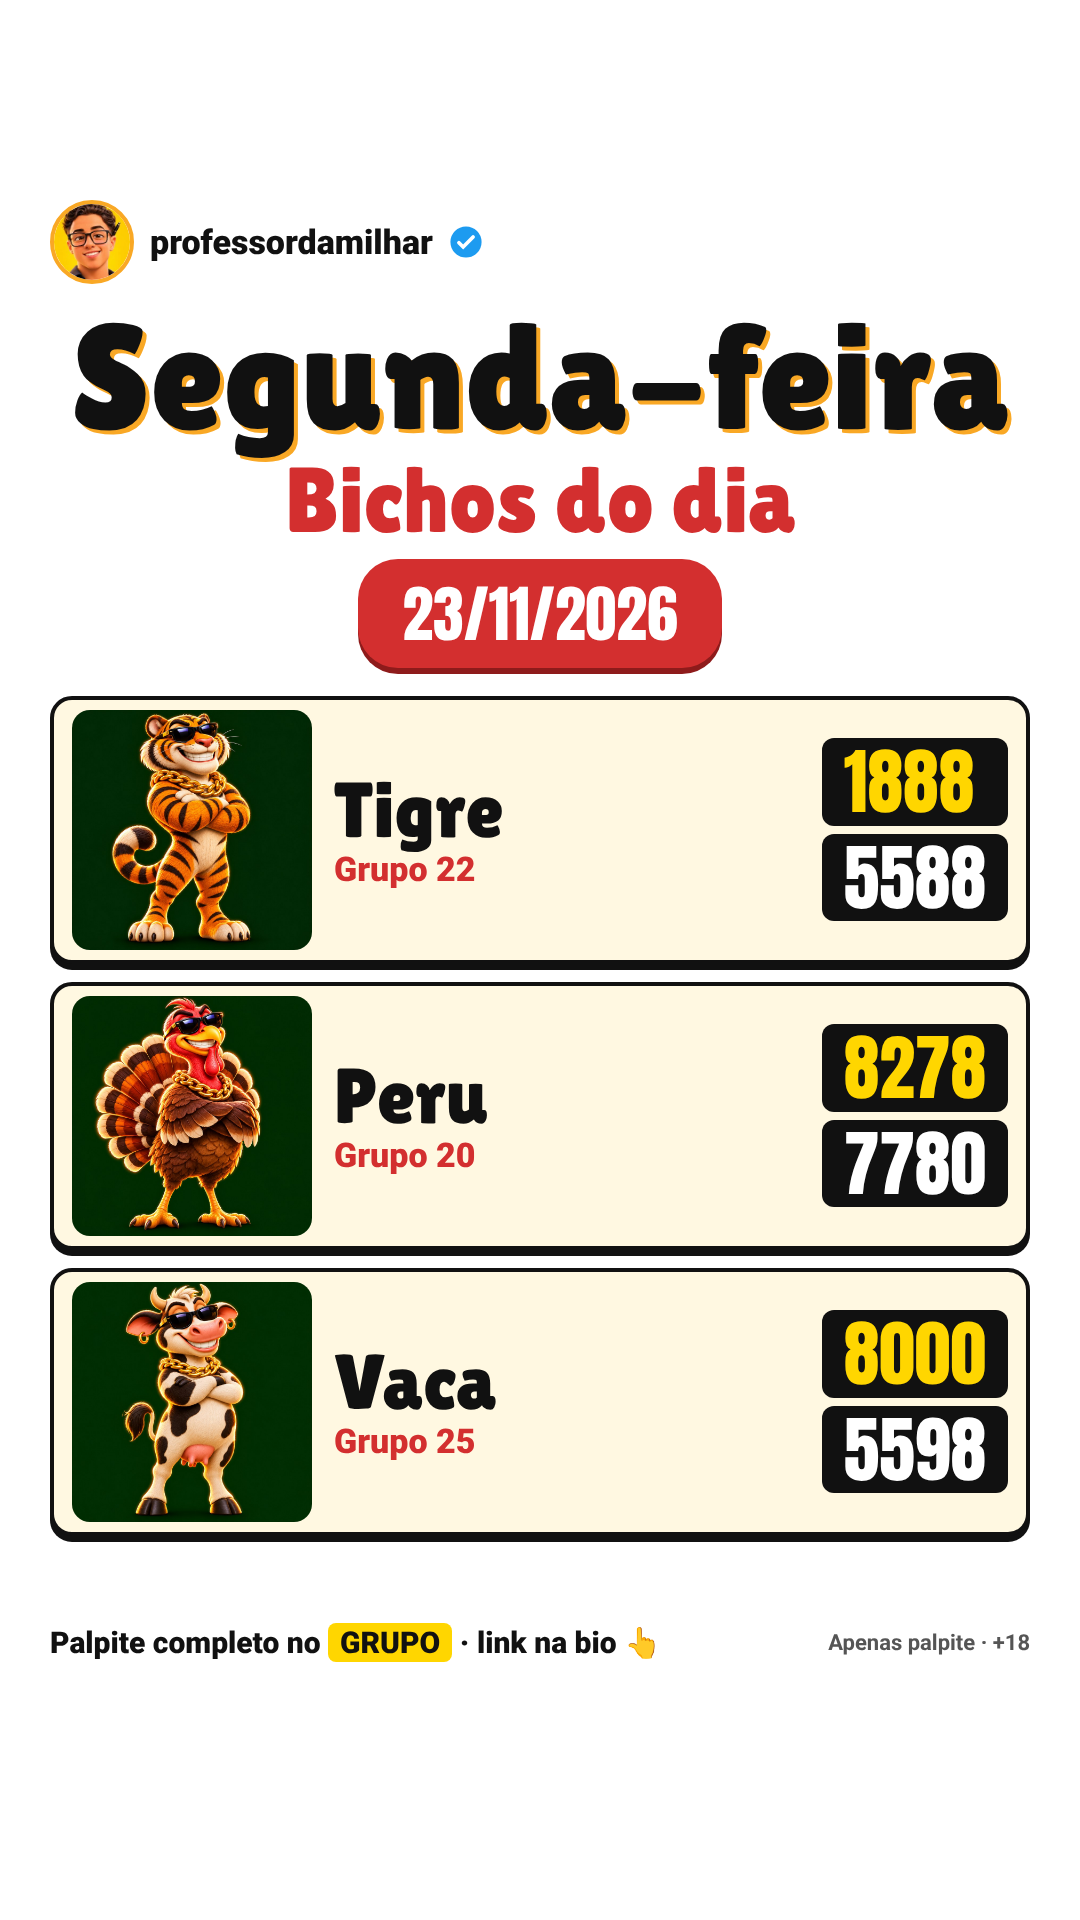 professordamilhar
Segunda-feira
Bichos do dia
23/11/2026
Tigre
Grupo 22
1888
5588
Peru
Grupo 20
8278
7780
Vaca
Grupo 25
8000
5598
Palpite completo no GRUPO · link na bio 👆
Apenas palpite · +18